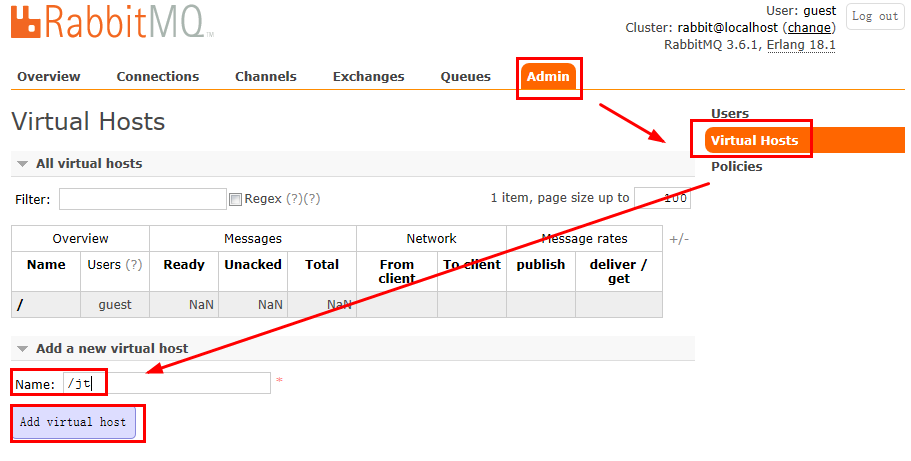 RabbitMQ TM
User: guest
Log out
Cluster: rabbit@localhost (change)
RabbitMQ 3.6.1, Erlang 18.1
Overview Connections Channels Exchanges Queues Admin
Users
Virtual Hosts
Policies
Virtual Hosts
All virtual hosts
Filter: Regex (?)(?) 1 item, page size up to 100
Overview Messages Network Message rates +/-
Name Users (?) Ready Unacked Total From client To client publish deliver / get
/ guest NaN NaN NaN
Add a new virtual host
Name: /jt *
Add virtual host